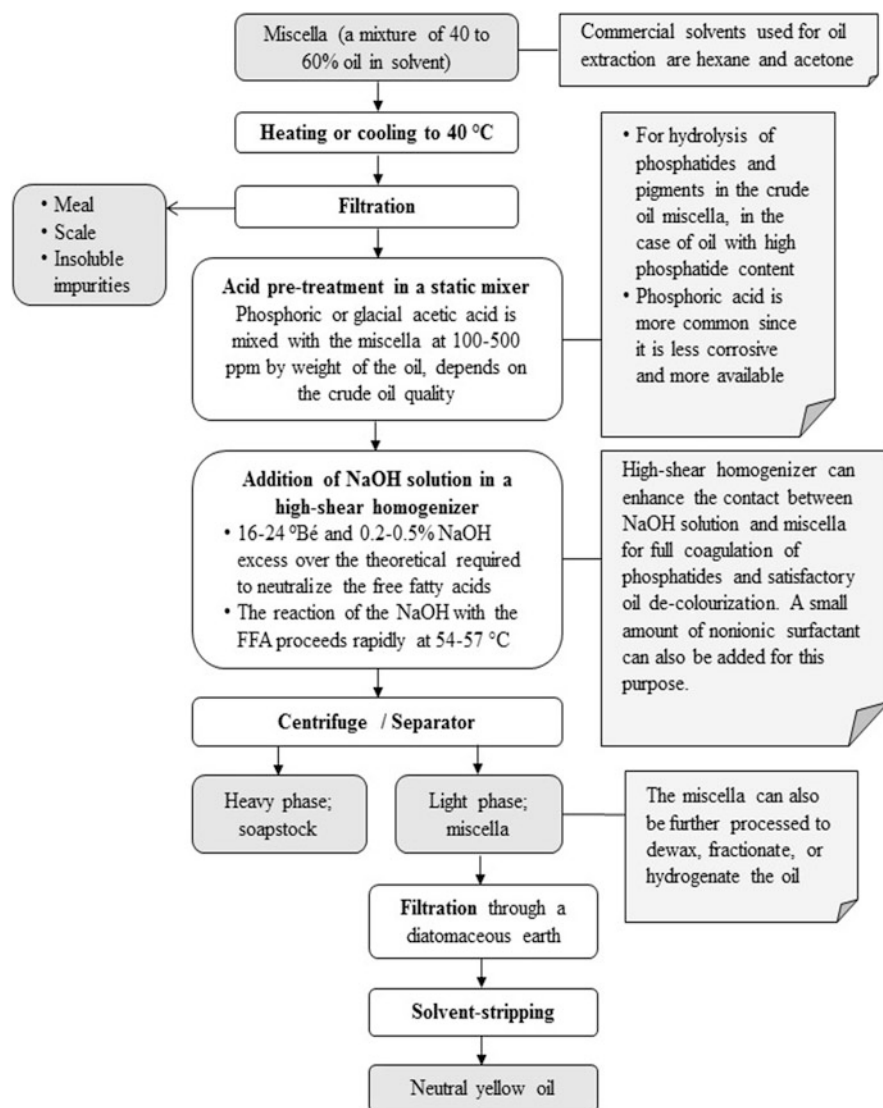 Miscella (a mixture of 40 to
60% oil in solvent)
Commercial solvents used for oil
extraction are hexane and acetone
Heating or cooling to 40 °C
• For hydrolysis of
phosphatides and
pigments in the crude
oil miscella, in the
case of oil with high
phosphatide content
• Phosphoric acid is
more common since
it is less corrosive
and more available
Filtration
• Meal
• Scale
• Insoluble
impurities
Acid pre-treatment in a static mixer
Phosphoric or glacial acetic acid is
mixed with the miscella at 100-500
ppm by weight of the oil, depends on
the crude oil quality
Addition of NaOH solution in a
high-shear homogenizer
• 16-24 ºBé and 0.2-0.5% NaOH
excess over the theoretical required
to neutralize the free fatty acids
• The reaction of the NaOH with the
FFA proceeds rapidly at 54-57 °C
High-shear homogenizer can
enhance the contact between
NaOH solution and miscella
for full coagulation of
phosphatides and satisfactory
oil de-colourization. A small
amount of nonionic surfactant
can also be added for this
purpose.
Centrifuge / Separator
Heavy phase;
soapstock
Light phase;
miscella
The miscella can also
be further processed to
dewax, fractionate, or
hydrogenate the oil
Filtration through a
diatomaceous earth
Solvent-stripping
Neutral yellow oil